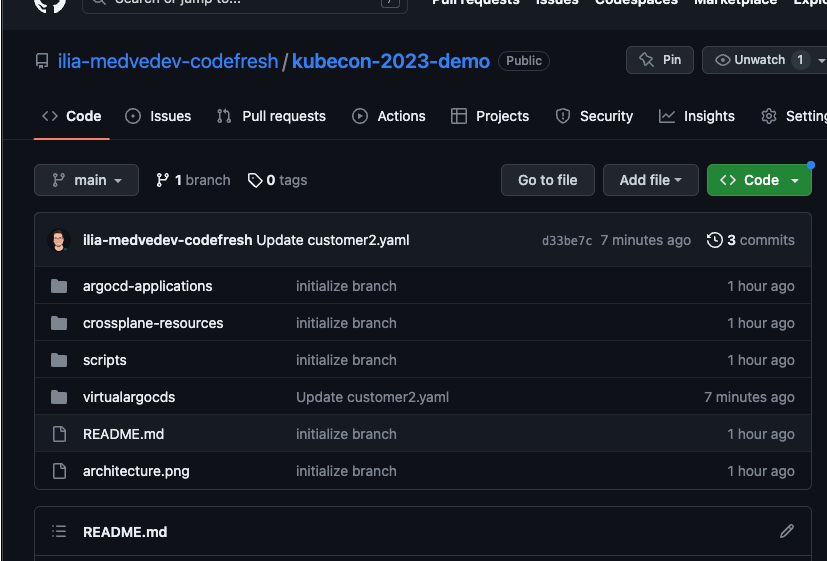 Search or jump to... /
Pull requests Issues Codespaces Marketplace
ilia-medvedev-codefresh / kubecon-2023-demo Public Pin Unwatch 1
Code Issues Pull requests Actions Projects Security Insights
main 1 branch 0 tags Go to file Add file Code
ilia-medvedev-codefresh Update customer2.yaml d33be7c 7 minutes ago 3 commits
argocd-applications initialize branch 1 hour ago
crossplane-resources initialize branch 1 hour ago
scripts initialize branch 1 hour ago
virtualargocds Update customer2.yaml 7 minutes ago
README.md initialize branch 1 hour ago
architecture.png initialize branch 1 hour ago
README.md